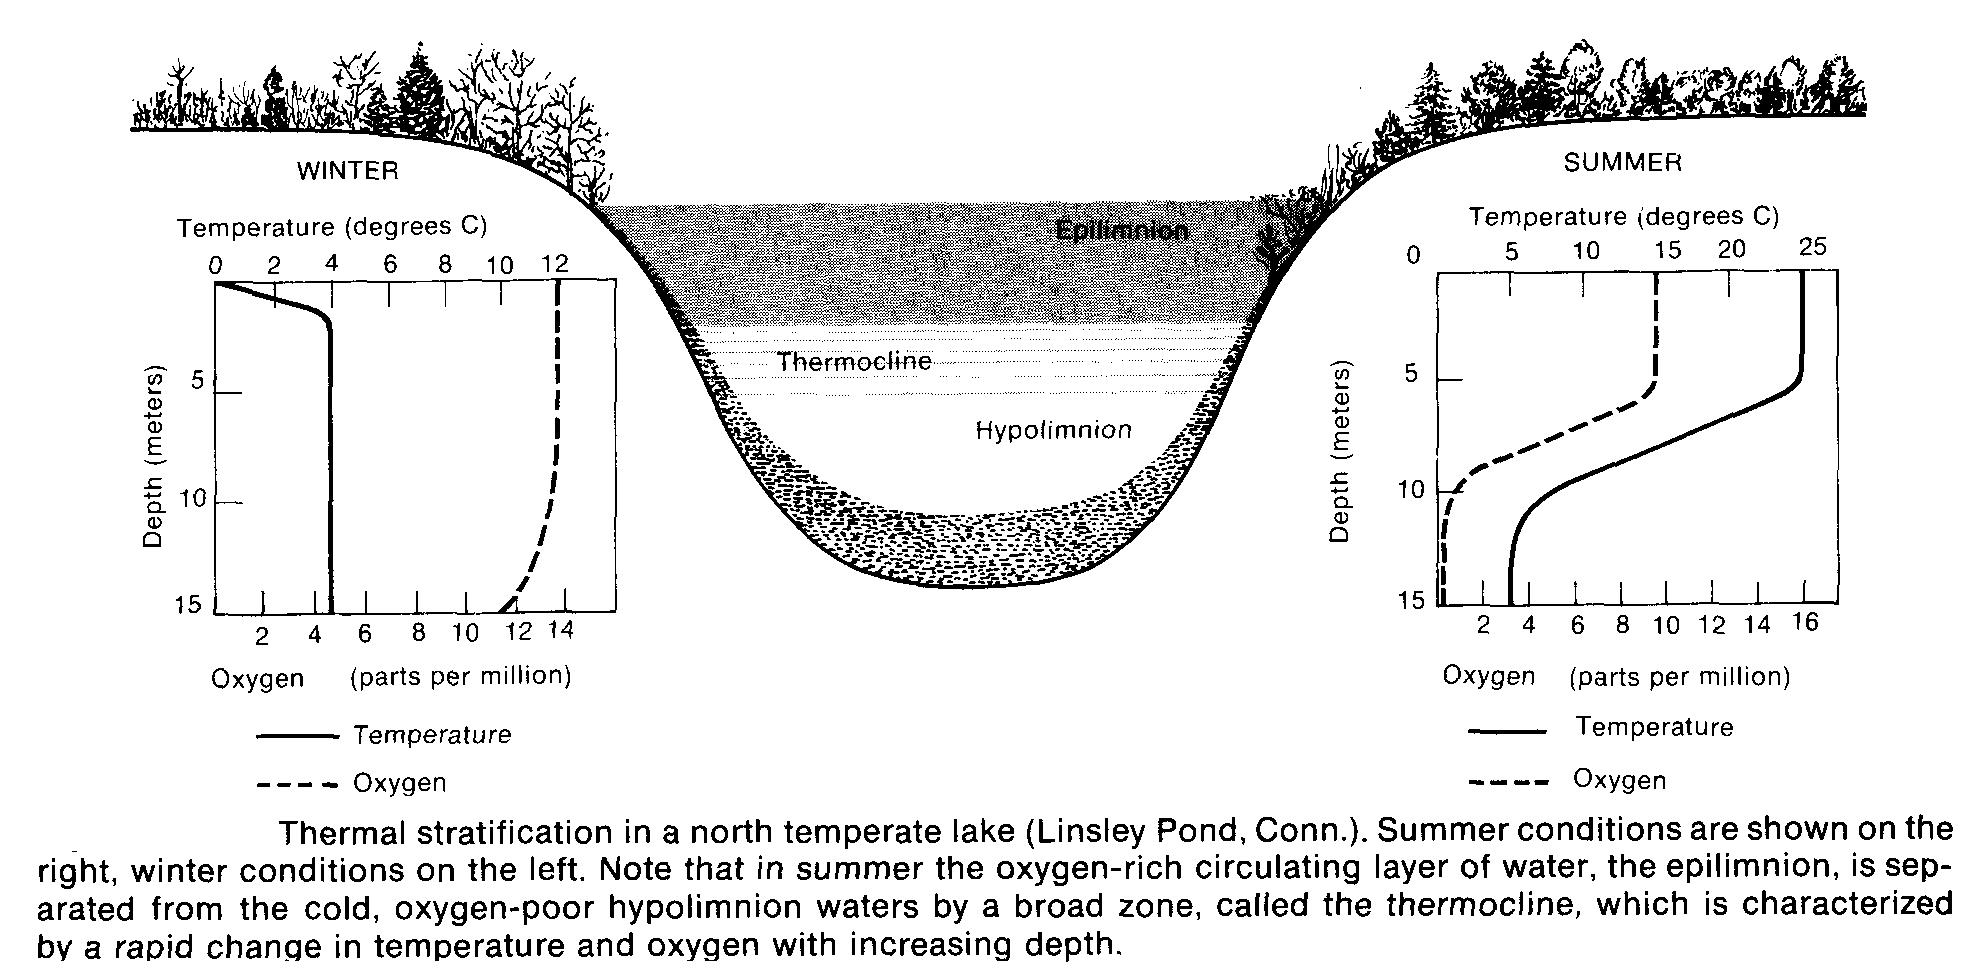 WINTER
SUMMER
Temperature (degrees C)
0 2 4 6 8 10 12
Depth (meters)
5
10
15
2 4 6 8 10 12 14
Oxygen (parts per million)
Temperature
Oxygen
Epilimnion
Thermocline
Hypolimnion
Temperature (degrees C)
0 5 10 15 20 25
Depth (meters)
5
10
15
2 4 6 8 10 12 14 16
Oxygen (parts per million)
Temperature
Oxygen
Thermal stratification in a north temperate lake (Linsley Pond, Conn.). Summer conditions are shown on the
right, winter conditions on the left. Note that in summer the oxygen-rich circulating layer of water, the epilimnion, is sep-
arated from the cold, oxygen-poor hypolimnion waters by a broad zone, called the thermocline, which is characterized
by a rapid change in temperature and oxygen with increasing depth.